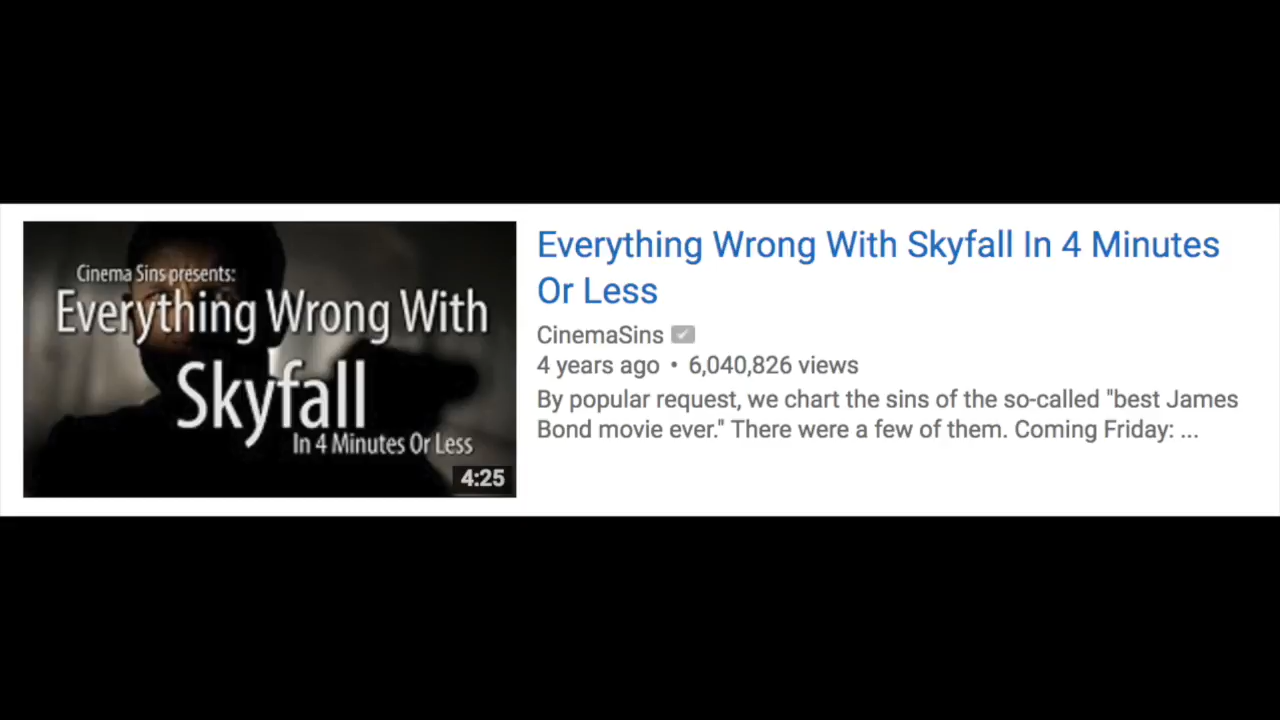 Cinema Sins presents:
Everything Wrong With
Skyfall
In 4 Minutes Or Less
4:25
Everything Wrong With Skyfall In 4 Minutes
Or Less
CinemaSins
4 years ago • 6,040,826 views
By popular request, we chart the sins of the so-called "best James
Bond movie ever." There were a few of them. Coming Friday: ...